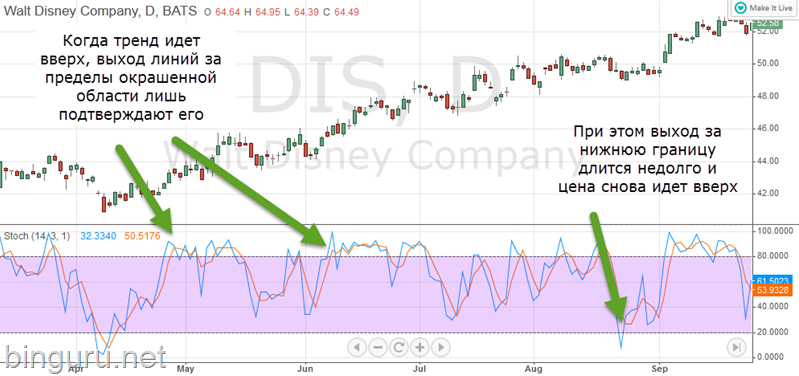 Walt Disney Company, D, BATS O 64.64 H 64.95 L 64.39 C 64.49
Make It Live
Когда тренд идет
вверх, выход линий за
пределы окрашенной
области лишь
подтверждают его
DIS, D
Walt Disney Company
При этом выход за
нижнюю границу
длится недолго и
цена снова идет вверх
52.58
50.00
48.00
46.00
44.00
42.00
Stoch (14, 3, 1) 32.3340 50.5176
100.0000
80.0000
61.5023
53.9328
40.0000
20.0000
0.0000
Apr May Jun Jul Aug Sep
binguru.net